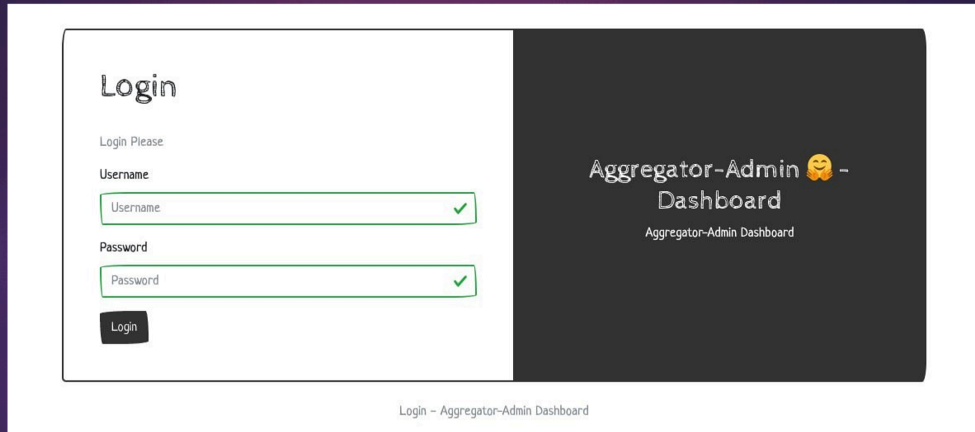 Login
Login Please
Username
Username
Password
Password
Login
Aggregator-Admin 🤗 -
Dashboard
Aggregator-Admin Dashboard
Login - Aggregator-Admin Dashboard